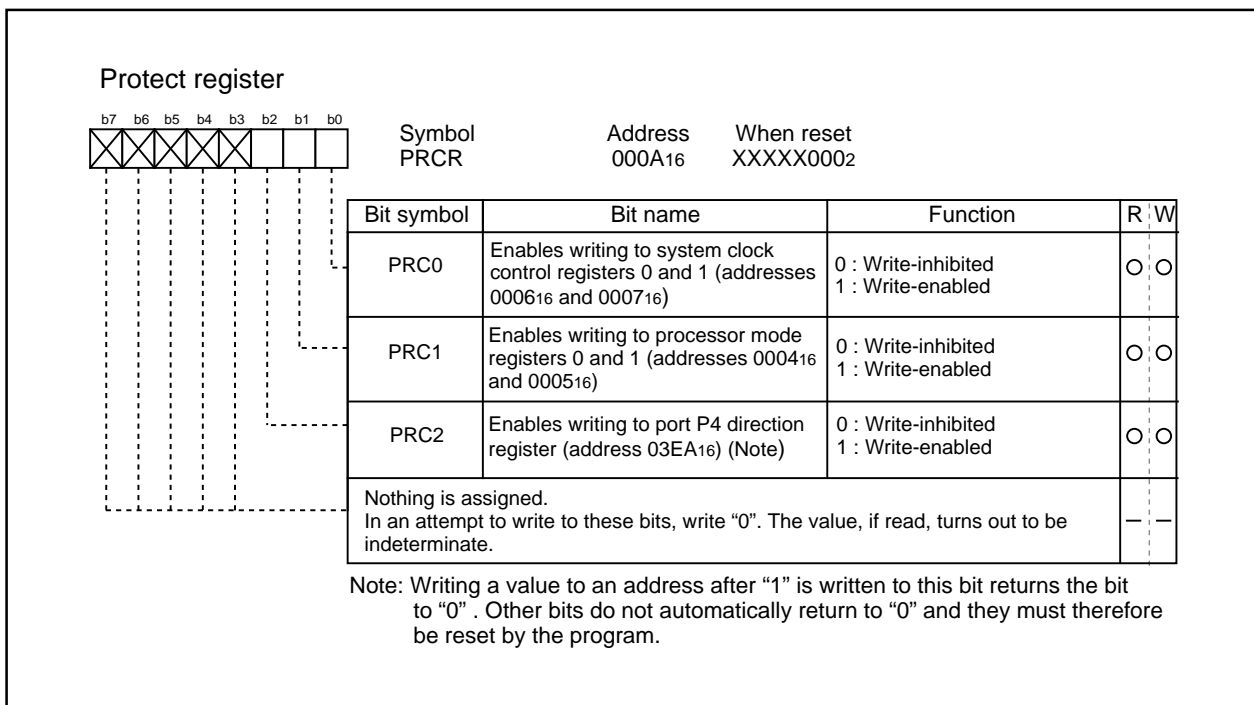 Protect register
b7 b6 b5 b4 b3 b2 b1 b0
Symbol Address When reset
PRCR 000A16 XXXXX0002
Bit symbol Bit name Function R W
PRC0
Enables writing to system clock
control registers 0 and 1 (addresses
000616 and 000716)
0 : Write-inhibited
1 : Write-enabled
PRC1
Enables writing to processor mode
registers 0 and 1 (addresses 000416
and 000516)
0 : Write-inhibited
1 : Write-enabled
PRC2
Enables writing to port P4 direction
register (address 03EA16) (Note)
0 : Write-inhibited
1 : Write-enabled
Nothing is assigned.
In an attempt to write to these bits, write “0”. The value, if read, turns out to be
indeterminate.
Note: Writing a value to an address after “1” is written to this bit returns the bit
to “0” . Other bits do not automatically return to “0” and they must therefore
be reset by the program.